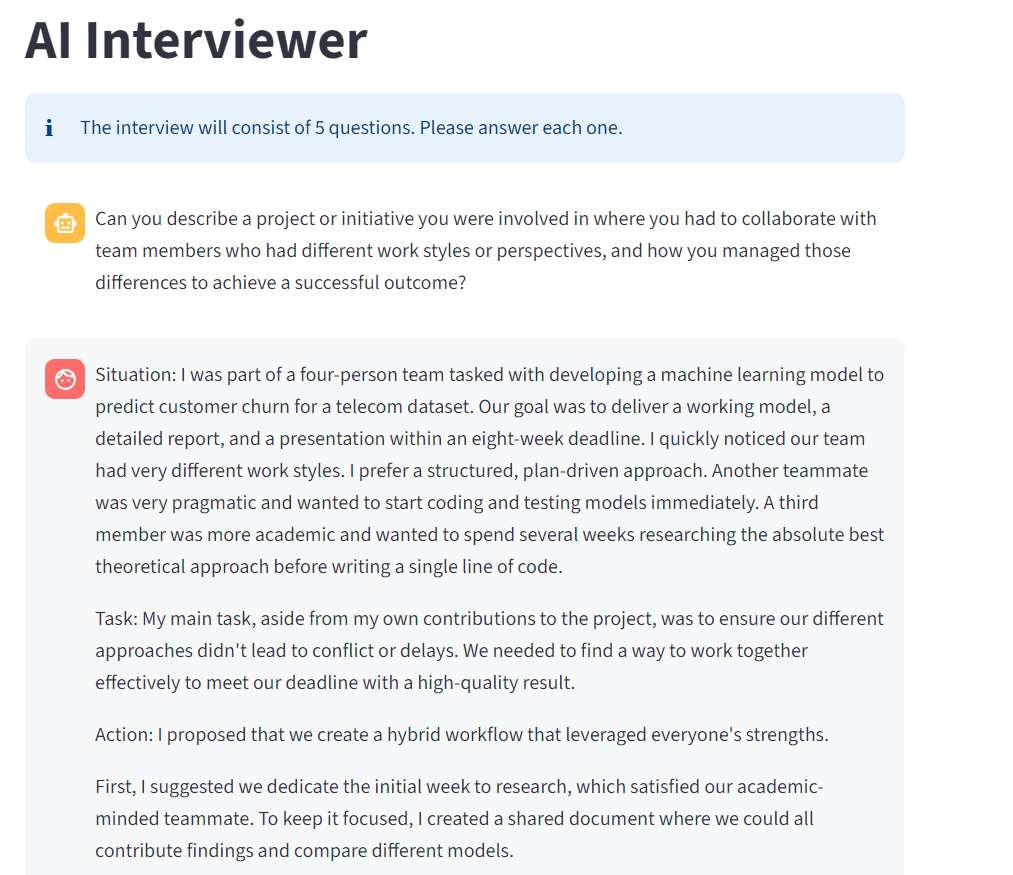 AI Interviewer
The interview will consist of 5 questions. Please answer each one.
Can you describe a project or initiative you were involved in where you had to collaborate with
team members who had different work styles or perspectives, and how you managed those
differences to achieve a successful outcome?
Situation: I was part of a four-person team tasked with developing a machine learning model to
predict customer churn for a telecom dataset. Our goal was to deliver a working model, a
detailed report, and a presentation within an eight-week deadline. I quickly noticed our team
had very different work styles. I prefer a structured, plan-driven approach. Another teammate
was very pragmatic and wanted to start coding and testing models immediately. A third
member was more academic and wanted to spend several weeks researching the absolute best
theoretical approach before writing a single line of code.
Task: My main task, aside from my own contributions to the project, was to ensure our different
approaches didn't lead to conflict or delays. We needed to find a way to work together
effectively to meet our deadline with a high-quality result.
Action: I proposed that we create a hybrid workflow that leveraged everyone's strengths.
First, I suggested we dedicate the initial week to research, which satisfied our academic-
minded teammate. To keep it focused, I created a shared document where we could all
contribute findings and compare different models.